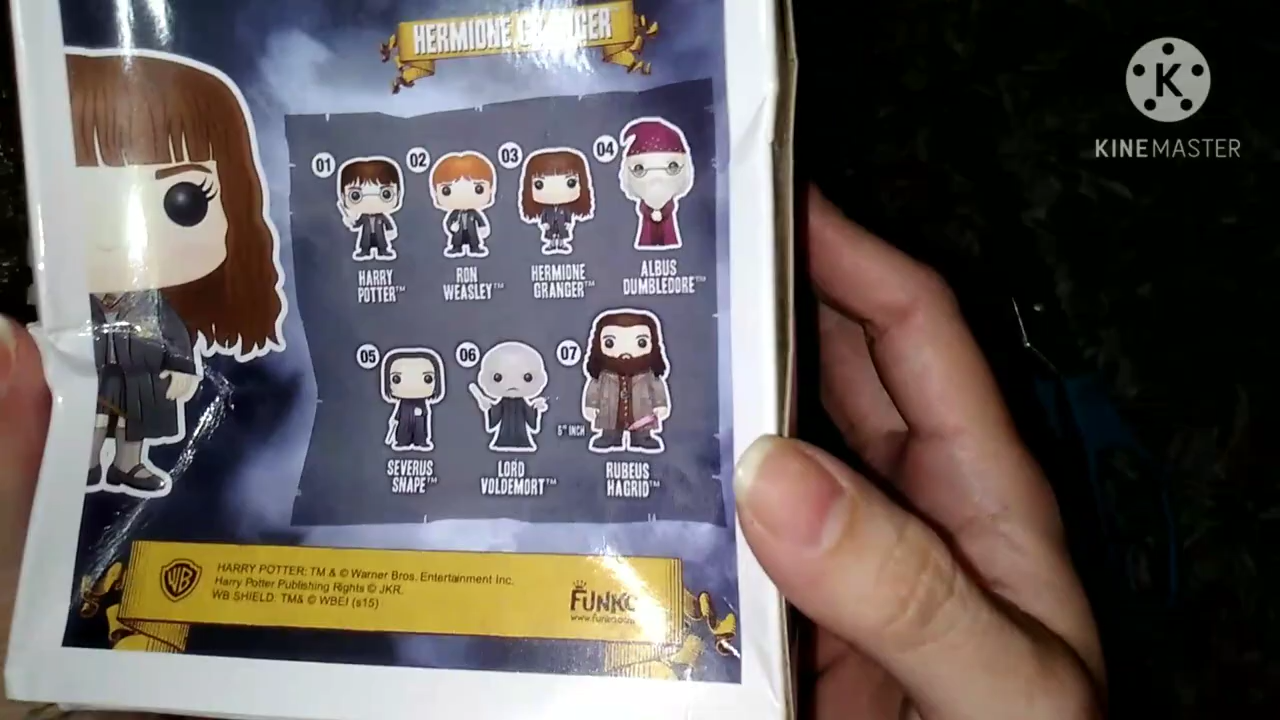 HERMIONE GRANGER
K
KINEMASTER
01
02
03
04
HARRY
POTTER™
RON
WEASLEY™
HERMIONE
GRANGER™
ALBUS
DUMBLEDORE™
05
06
07
6" INCH
SEVERUS
SNAPE™
LORD
VOLDEMORT™
RUBEUS
HAGRID™
WB
HARRY POTTER: TM & © Warner Bros. Entertainment Inc.
Harry Potter Publishing Rights © JKR.
WB SHIELD: TM& © WBEI (s15)
FUNKO